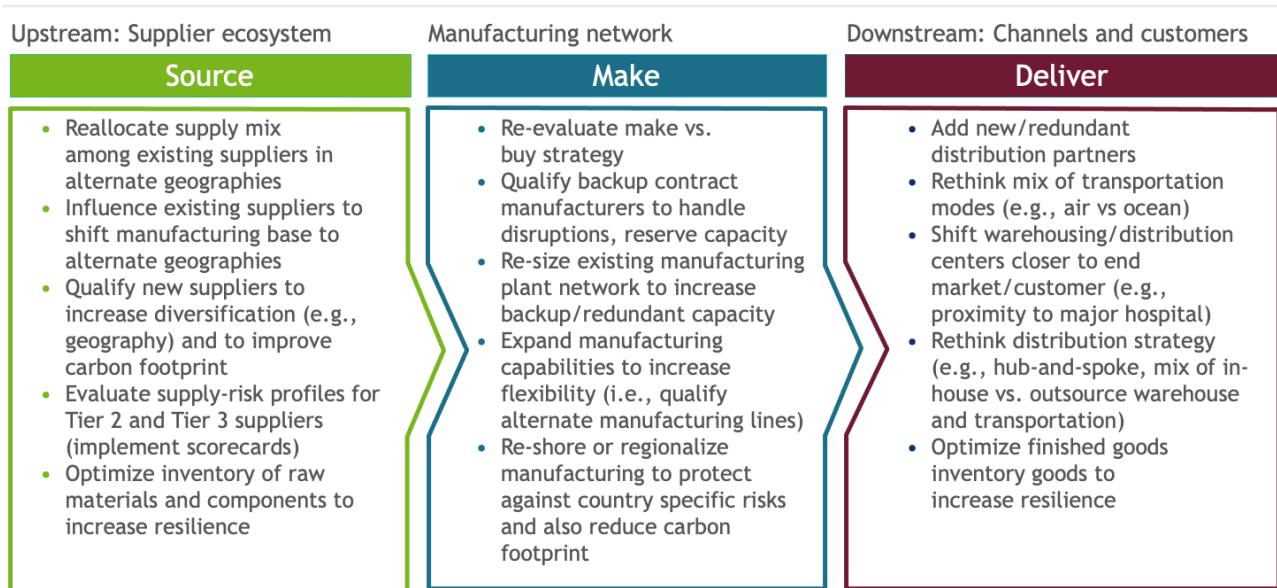 Upstream: Supplier ecosystem
Source
• Reallocate supply mix
among existing suppliers in
alternate geographies
• Influence existing suppliers to
shift manufacturing base to
alternate geographies
• Qualify new suppliers to
increase diversification (e.g.,
geography) and to improve
carbon footprint
• Evaluate supply-risk profiles for
Tier 2 and Tier 3 suppliers
(implement scorecards)
• Optimize inventory of raw
materials and components to
increase resilience
Manufacturing network
Make
• Re-evaluate make vs.
buy strategy
• Qualify backup contract
manufacturers to handle
disruptions, reserve capacity
• Re-size existing manufacturing
plant network to increase
backup/redundant capacity
• Expand manufacturing
capabilities to increase
flexibility (i.e., qualify
alternate manufacturing lines)
• Re-shore or regionalize
manufacturing to protect
against country specific risks
and also reduce carbon
footprint
Downstream: Channels and customers
Deliver
• Add new/redundant
distribution partners
• Rethink mix of transportation
modes (e.g., air vs ocean)
• Shift warehousing/distribution
centers closer to end
market/customer (e.g.,
proximity to major hospital)
• Rethink distribution strategy
(e.g., hub-and-spoke, mix of in-
house vs. outsource warehouse
and transportation)
• Optimize finished goods
inventory goods to
increase resilience